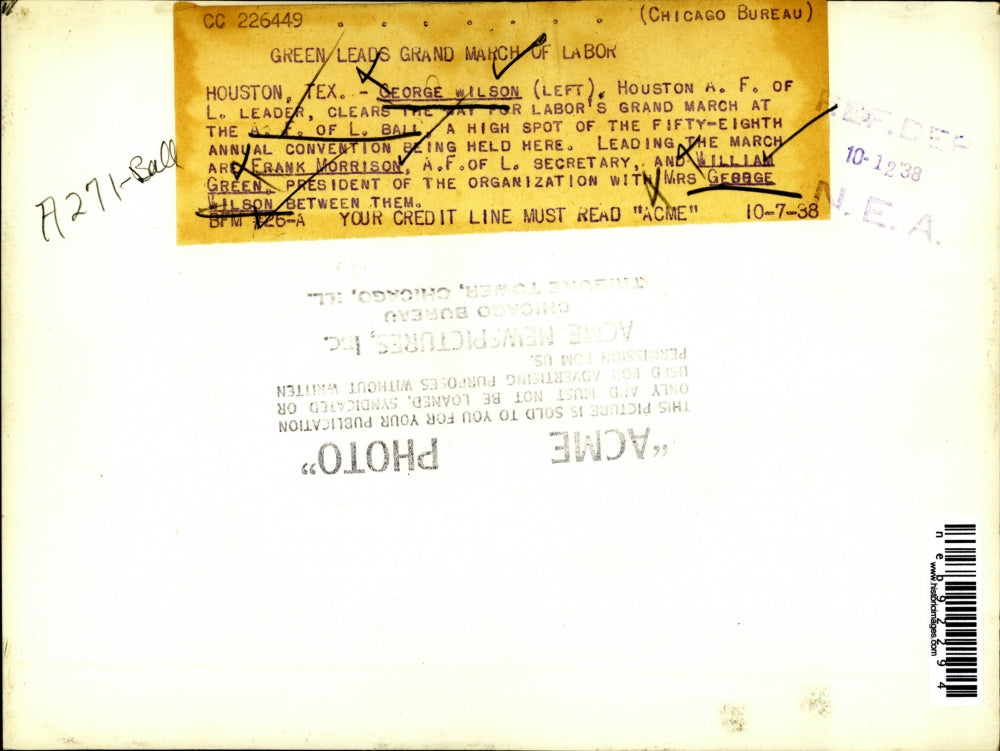 CC 226449 . . . . . . . (CHICAGO BUREAU)
GREEN LEADS GRAND MARCH OF LABOR
HOUSTON, TEX. - GEORGE WILSON (LEFT), HOUSTON A. F. OF
L. LEADER, CLEARS THE WAY FOR LABOR'S GRAND MARCH AT
THE A. F. OF L. BALL, A HIGH SPOT OF THE FIFTY-EIGHTH
ANNUAL CONVENTION BEING HELD HERE. LEADING THE MARCH
ARE FRANK MORRISON, A.F.OF L. SECRETARY, AND WILLIAM
GREEN, PRESIDENT OF THE ORGANIZATION WITH MRS GEORGE
WILSON BETWEEN THEM.
BFM 26-A YOUR CREDIT LINE MUST READ "ACME" 10-7-38
A271-Ball
REF.DEP
10-12 38
N.E.A.
"ACME PHOTO"
THIS PICTURE IS SOLD TO YOU FOR YOUR PUBLICATION
ONLY AND MUST NOT BE LOANED, SYNDICATED OR
USED FOR ADVERTISING PURPOSES WITHOUT WRITTEN
PERMISSION FOM US.
ACME NEWSPICTURES, Inc.
CHICAGO BUREAU
TRIBUNE TOWER, CHICAGO, ILL.
neb92294
www.historicimages.com